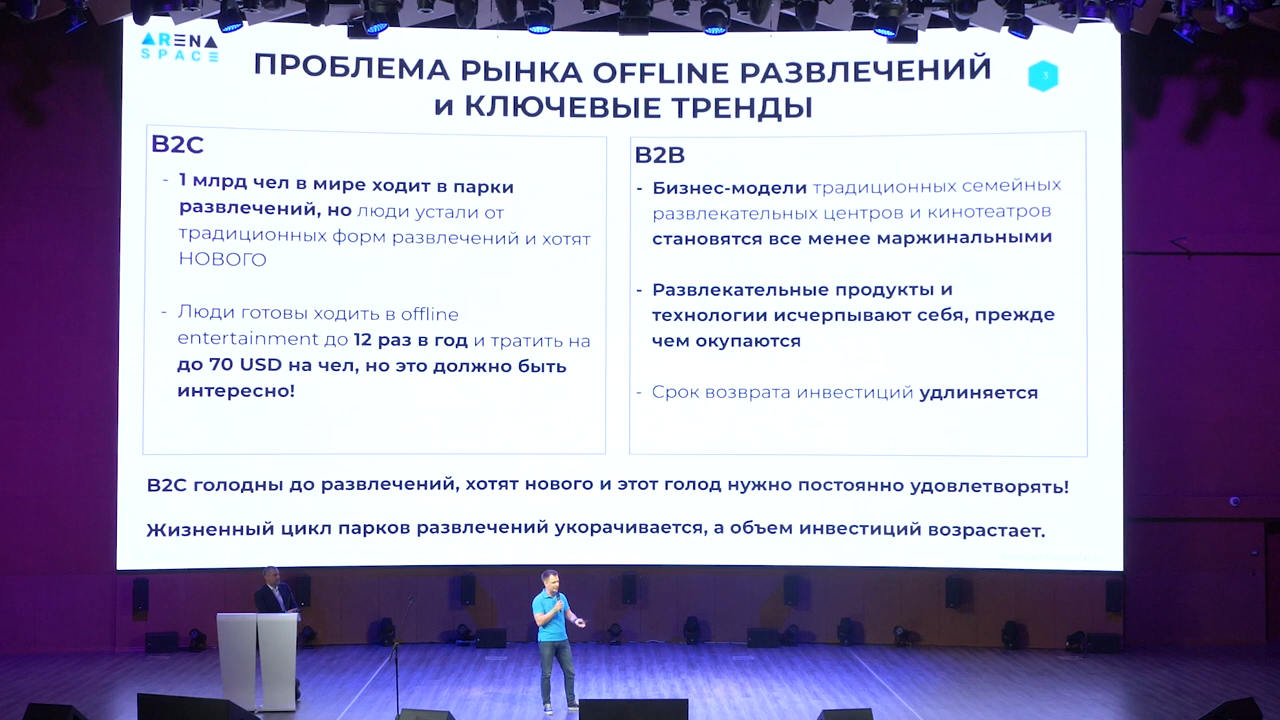 ARENA
SPACE
ПРОБЛЕМА РЫНКА OFFLINE РАЗВЛЕЧЕНИЙ
и КЛЮЧЕВЫЕ ТРЕНДЫ
3
B2C
- 1 млрд чел в мире ходит в парки
развлечений, но люди устали от
традиционных форм развлечений и хотят
НОВОГО
- Люди готовы ходить в offline
entertainment до 12 раз в год и тратить на
до 70 USD на чел, но это должно быть
интересно!
B2B
- Бизнес-модели традиционных семейных
развлекательных центров и кинотеатров
становятся все менее маржинальными
- Развлекательные продукты и
технологии исчерпывают себя, прежде
чем окупаются
- Срок возврата инвестиций удлиняется
B2C голодны до развлечений, хотят нового и этот голод нужно постоянно удовлетворять!
Жизненный цикл парков развлечений укорачивается, а объем инвестиций возрастает.